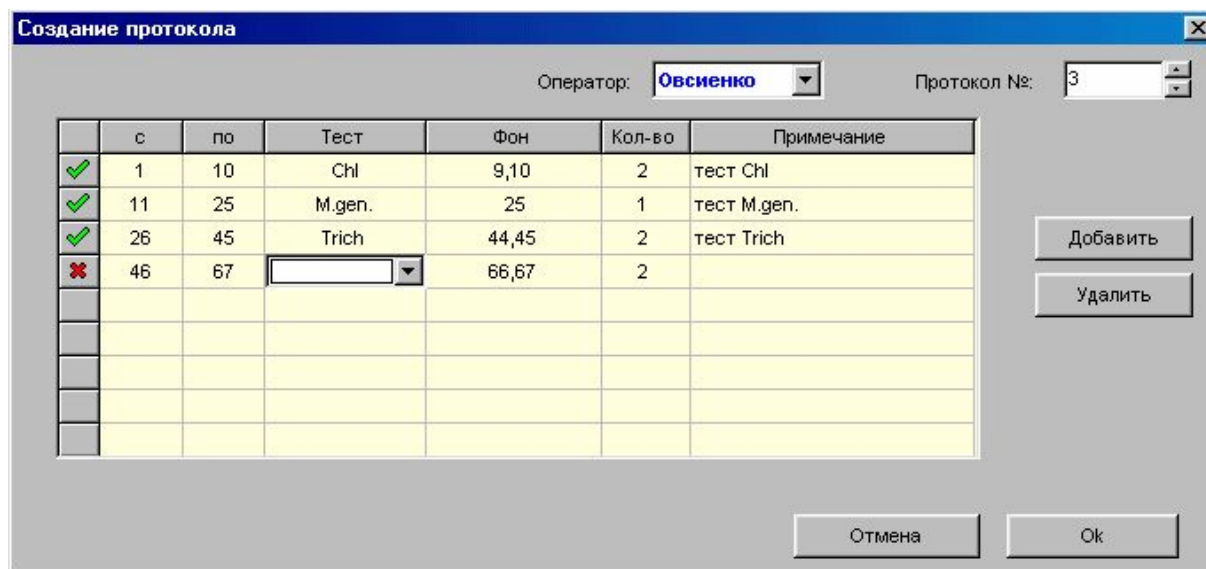 Создание протокола
Оператор: Овсиенко Протокол №: 3
с по Тест Фон Кол-во Примечание
1 10 Chl 9,10 2 тест Chl
11 25 M.gen. 25 1 тест M.gen.
26 45 Trich 44,45 2 тест Trich
46 67 66,67 2
Добавить
Удалить
Отмена Ok